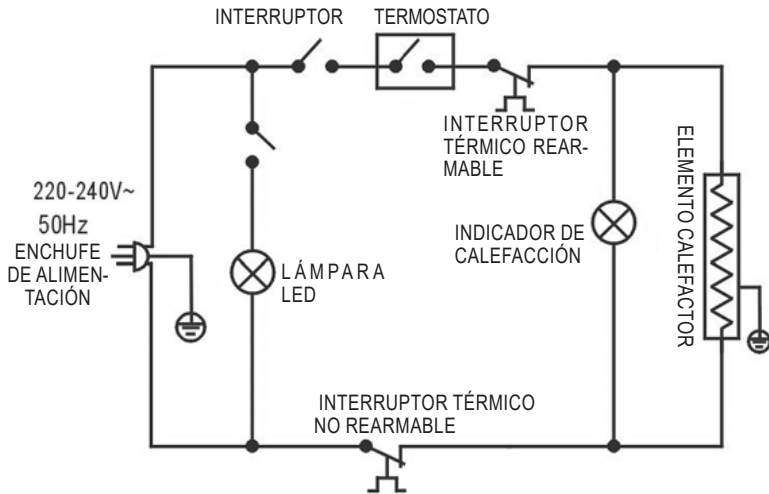 INTERRUPTOR
TERMOSTATO
INTERRUPTOR
TÉRMICO REAR-
MABLE
ELEMENTO CALEFACTOR
220-240V~
50Hz
ENCHUFE
DE ALIMEN-
TACIÓN
LÁMPARA
LED
INDICADOR DE
CALEFACCIÓN
INTERRUPTOR TÉRMICO
NO REARMABLE